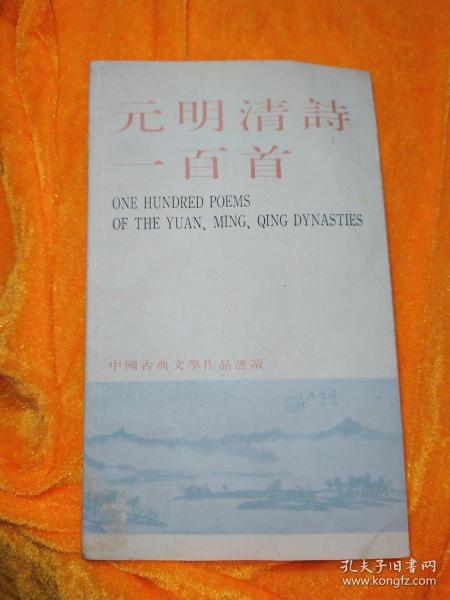 元明清詩
一百首
ONE HUNDRED POEMS
OF THE YUAN、MING、QING DYNASTIES
中國古典文學作品選讀
孔夫子旧书网
www.kongfz.com